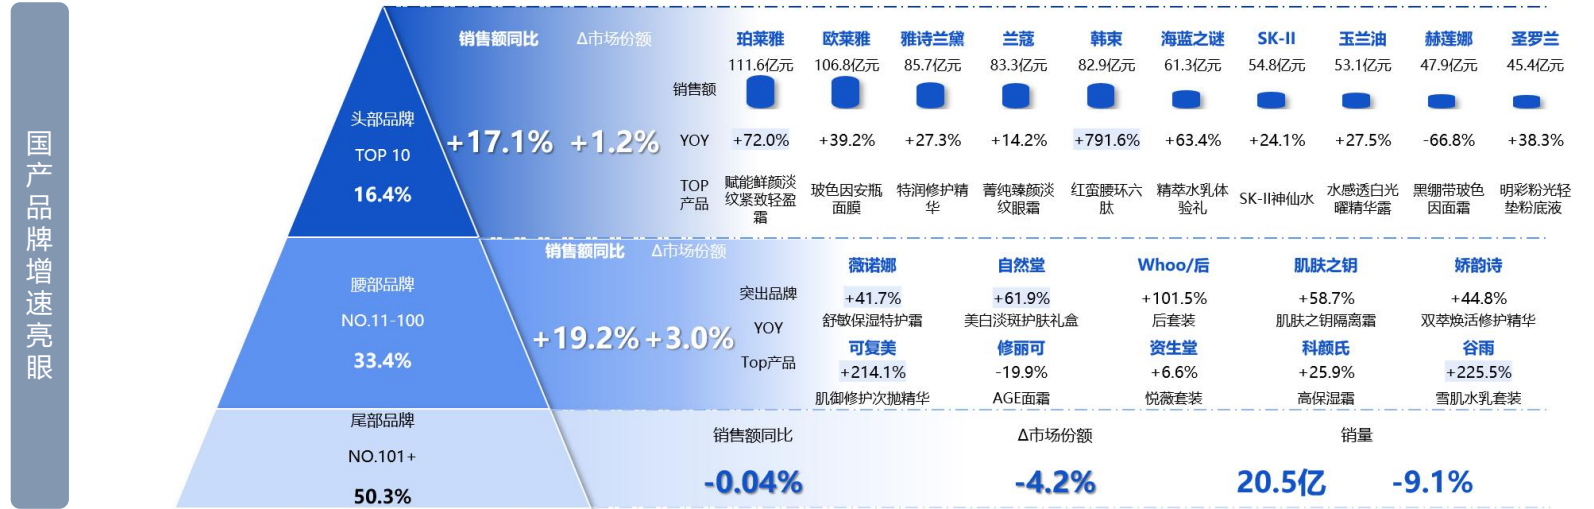 国产品牌增速亮眼
头部品牌
TOP 10
16.4%
销售额同比 Δ市场份额
+17.1% +1.2%
珀莱雅 欧莱雅 雅诗兰黛 兰蔻 韩束 海蓝之谜 SK-II 玉兰油 赫莲娜 圣罗兰
111.6亿元 106.8亿元 85.7亿元 83.3亿元 82.9亿元 61.3亿元 54.8亿元 53.1亿元 47.9亿元 45.4亿元
销售额
YOY +72.0% +39.2% +27.3% +14.2% +791.6% +63.4% +24.1% +27.5% -66.8% +38.3%
TOP
产品
赋能鲜颜淡
纹紧致轻盈
霜
玻色因安瓶
面膜
特润修护精
华
菁纯臻颜淡
纹眼霜
红蛮腰环六
肽
精萃水乳体
验礼
SK-II神仙水
水感透白光
曜精华露
黑绷带玻色
因面霜
明彩粉光轻
垫粉底液
腰部品牌
NO.11-100
33.4%
销售额同比 Δ市场份额
+19.2% +3.0%
突出品牌
YOY
Top产品
薇诺娜 自然堂 Whoo/后 肌肤之钥 娇韵诗
+41.7% +61.9% +101.5% +58.7% +44.8%
舒敏保湿特护霜 美白淡斑护肤礼盒 后套装 肌肤之钥隔离霜 双萃焕活修护精华
可复美 修丽可 资生堂 科颜氏 谷雨
+214.1% -19.9% +6.6% +25.9% +225.5%
肌御修护次抛精华 AGE面霜 悦薇套装 高保湿霜 雪肌水乳套装
尾部品牌
NO.101+
50.3%
销售额同比 Δ市场份额 销量
-0.04% -4.2% 20.5亿 -9.1%